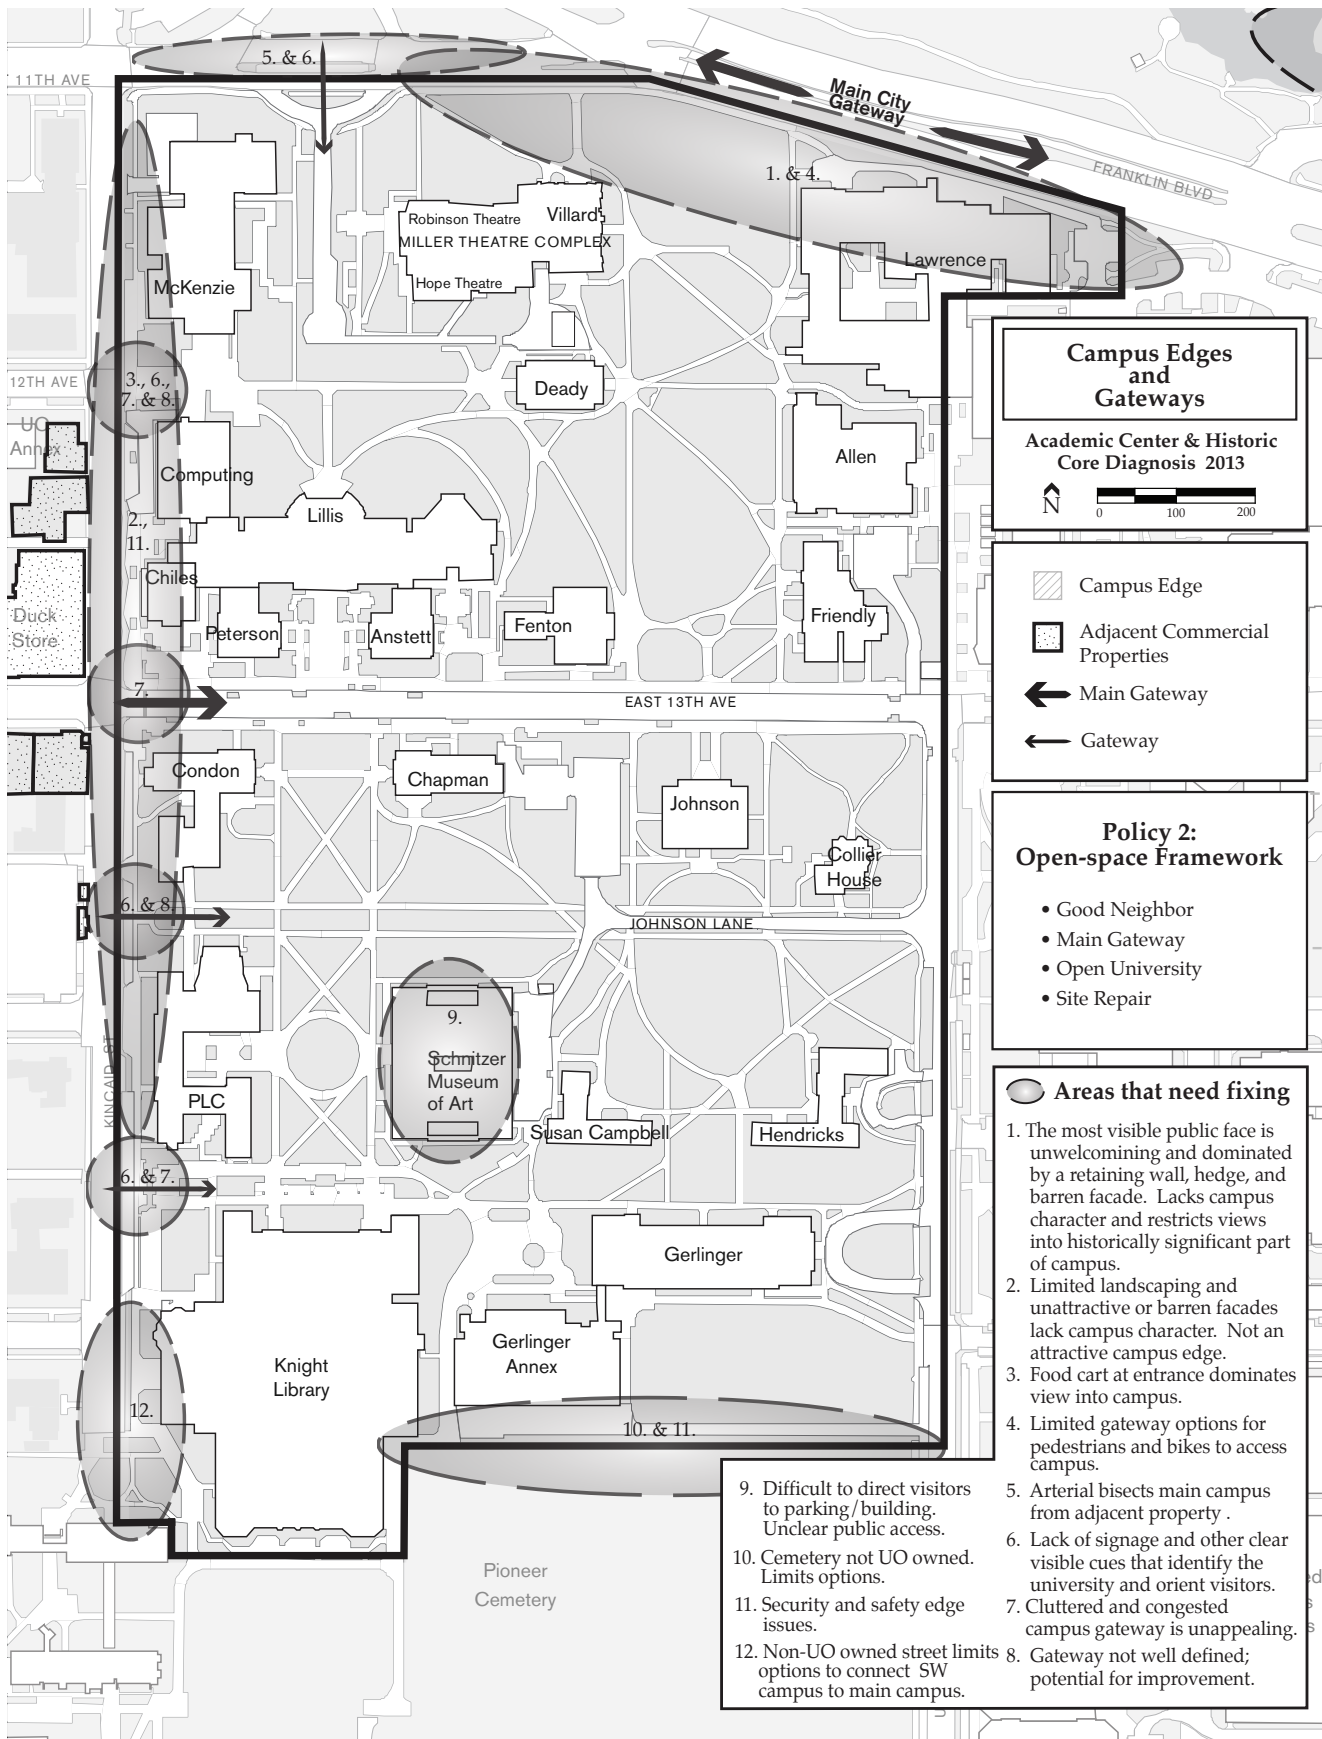 5. & 6.
11TH AVE
Main City
Gateway
FRANKLIN BLVD
1. & 4.
Robinson Theatre
Villard
MILLER THEATRE COMPLEX
Hope Theatre
Lawrence
McKenzie
12TH AVE
3., 6.,
7. & 8.
UO
Annex
Deady
Computing
Allen
Lillis
2.,
11.
Chiles
Duck
Store
Peterson
Anstett
Fenton
Friendly
7.
EAST 13TH AVE
Condon
Chapman
Johnson
Collier
House
6. & 8.
JOHNSON LANE
9.
Schnitzer
Museum
of Art
KINCAID ST
PLC
Susan Campbell
Hendricks
6. & 7.
Gerlinger
Gerlinger
Annex
Knight
Library
12.
10. & 11.
Pioneer
Cemetery
Campus Edges
and
Gateways
Academic Center & Historic
Core Diagnosis 2013
N
0 100 200
Campus Edge
Adjacent Commercial
Properties
Main Gateway
Gateway
Policy 2:
Open-space Framework
• Good Neighbor
• Main Gateway
• Open University
• Site Repair
Areas that need fixing
1. The most visible public face is
unwelcomining and dominated
by a retaining wall, hedge, and
barren facade. Lacks campus
character and restricts views
into historically significant part
of campus.
2. Limited landscaping and
unattractive or barren facades
lack campus character. Not an
attractive campus edge.
3. Food cart at entrance dominates
view into campus.
4. Limited gateway options for
pedestrians and bikes to access
campus.
5. Arterial bisects main campus
from adjacent property .
6. Lack of signage and other clear
visible cues that identify the
university and orient visitors.
7. Cluttered and congested
campus gateway is unappealing.
8. Gateway not well defined;
potential for improvement.
9. Difficult to direct visitors
to parking/building.
Unclear public access.
10. Cemetery not UO owned.
Limits options.
11. Security and safety edge
issues.
12. Non-UO owned street limits
options to connect SW
campus to main campus.